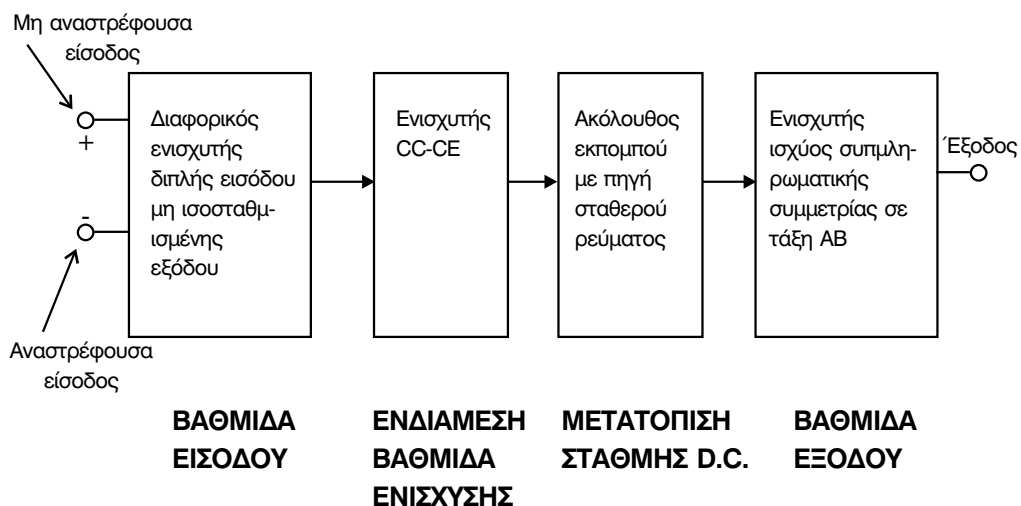 Μη αναστρέφουσα
είσοδος
+
-
Αναστρέφουσα
είσοδος
Διαφορικός
ενισχυτής
διπλής εισόδου
μη ισοσταθμ-
ισμένης
εξόδου
Ενισχυτής
CC-CE
Ακόλουθος
εκπομπού
με πηγή
σταθερού
ρεύματος
Ενισχυτής
ισχύος συπμλη-
ρωματικής
συμμετρίας σε
τάξη ΑΒ
Έξοδος
ΒΑΘΜΙΔΑ
ΕΙΣΟΔΟΥ
ΕΝΔΙΑΜΕΣΗ
ΒΑΘΜΙΔΑ
ΕΝΙΣΧΥΣΗΣ
ΜΕΤΑΤΟΠΙΣΗ
ΣΤΑΘΜΗΣ D.C.
ΒΑΘΜΙΔΑ
ΕΞΟΔΟΥ